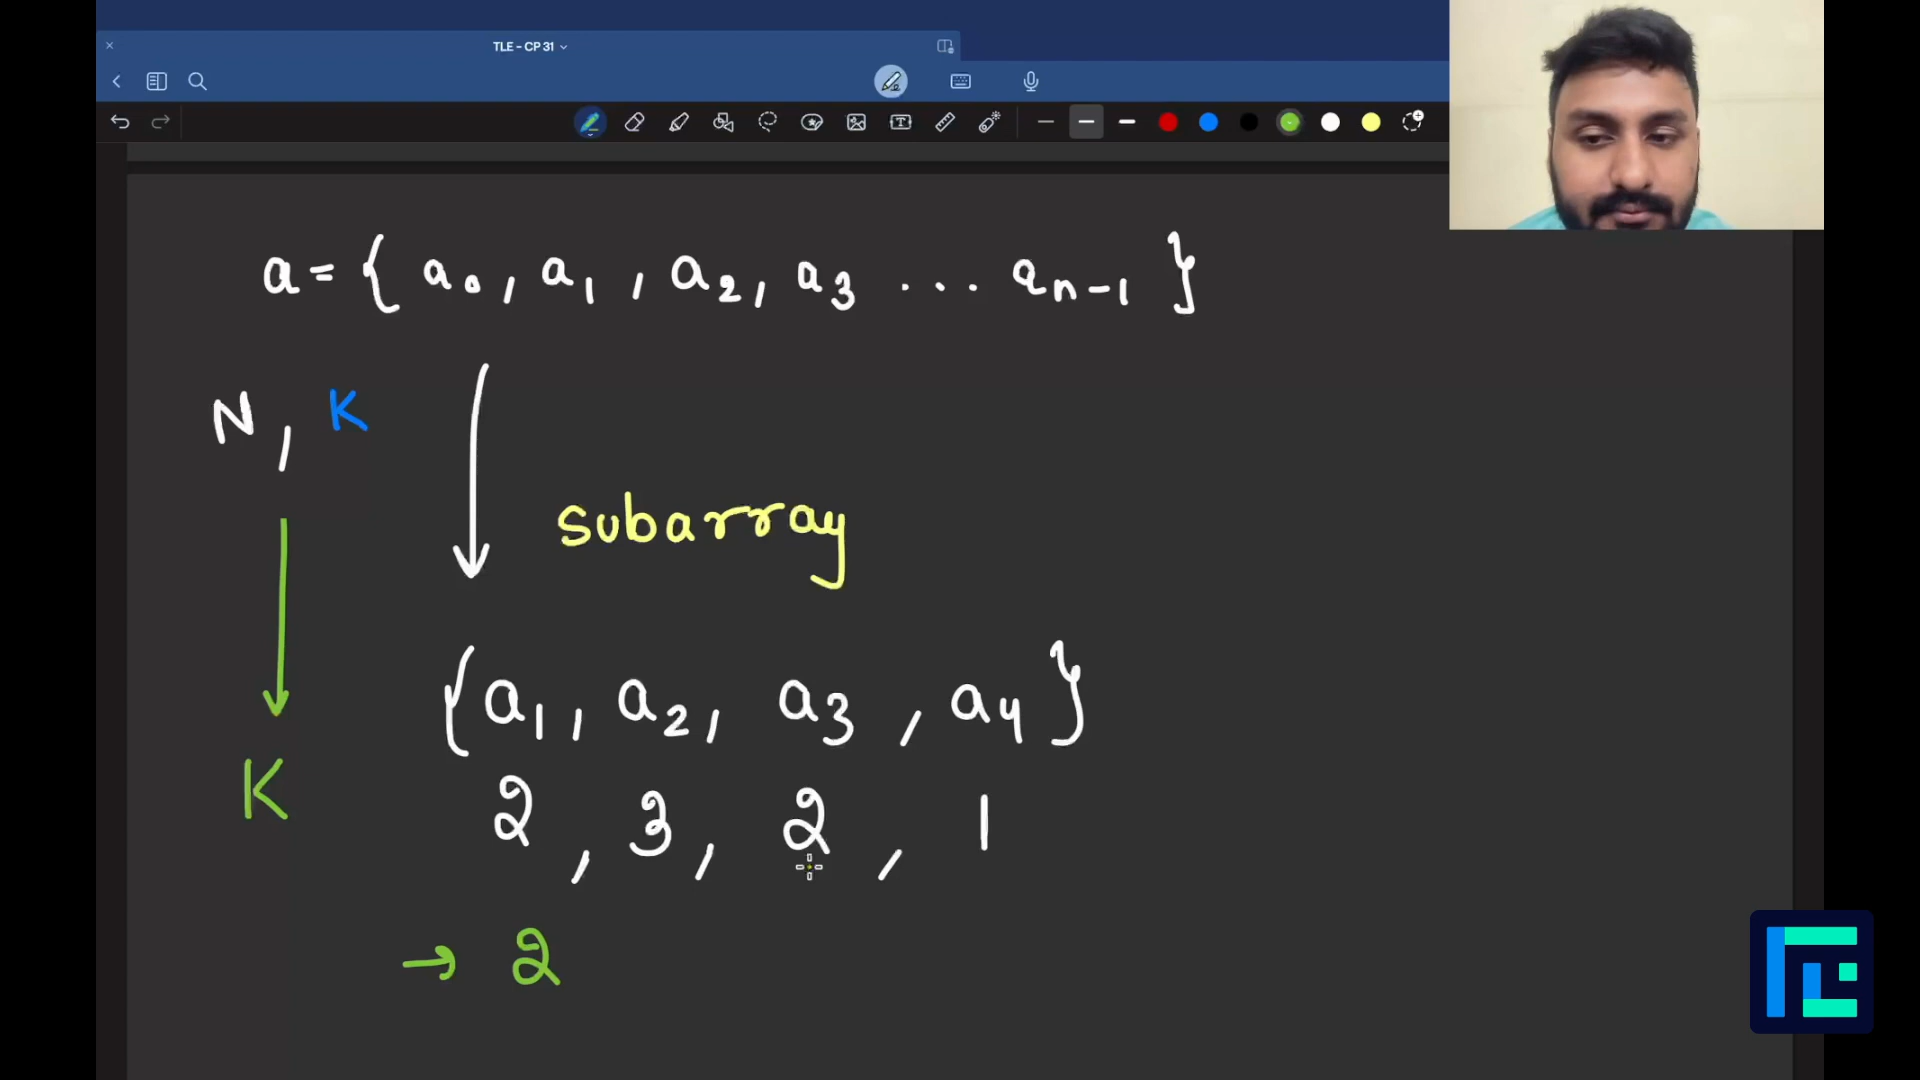 TLE - CP 31
a = { a₀, a₁, a₂, a₃ ... aₙ₋₁ }
N, K
subarray
{a₁, a₂, a₃, a₄}
K
2, 3, 2, 1
→ 2